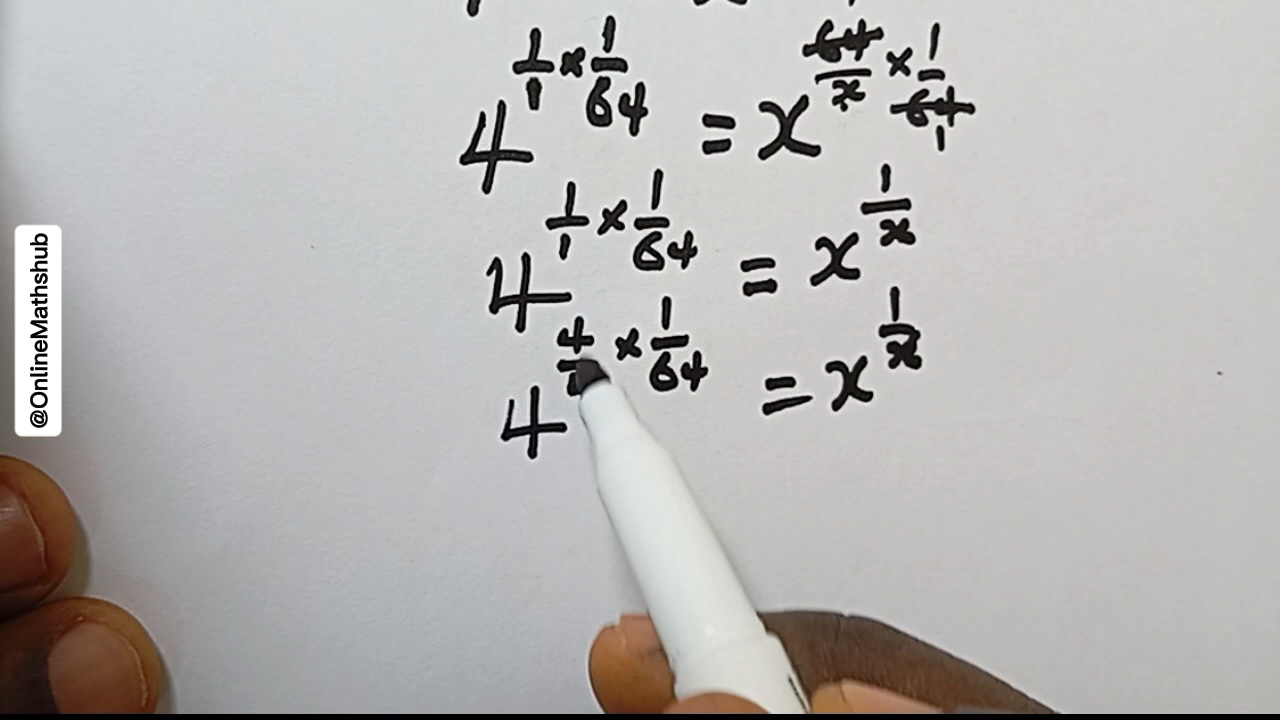 4^{1/1 × 1/64} = x^{64/x × 1/64 1}
4^{1/1 × 1/64} = x^{1/x}
4^{4/ × 1/64} = x^{1/x}
@OnlineMathshub